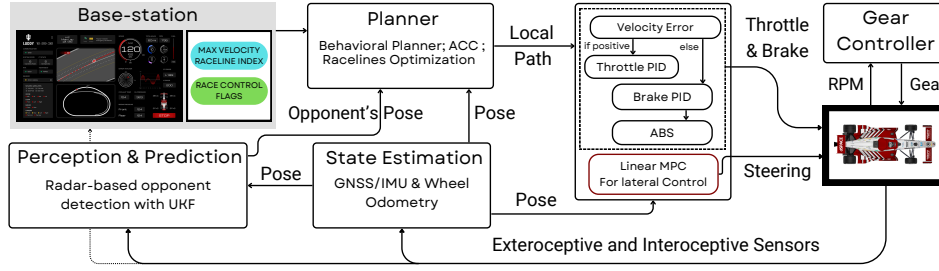 Base-station
LUDDY
120
STOP
MAX VELOCITY
RACELINE INDEX
RACE CONTROL
FLAGS
Planner
Behavioral Planner; ACC ;
Racelines Optimization
Local
Path
Velocity Error
if positive
else
Throttle PID
Brake PID
ABS
Linear MPC
For lateral Control
Throttle
& Brake
Steering
Gear
Controller
RPM
Gear
Opponent's Pose
Perception & Prediction
Radar-based opponent
detection with UKF
Pose
State Estimation
GNSS/IMU & Wheel
Odometry
Pose
Exteroceptive and Interoceptive Sensors